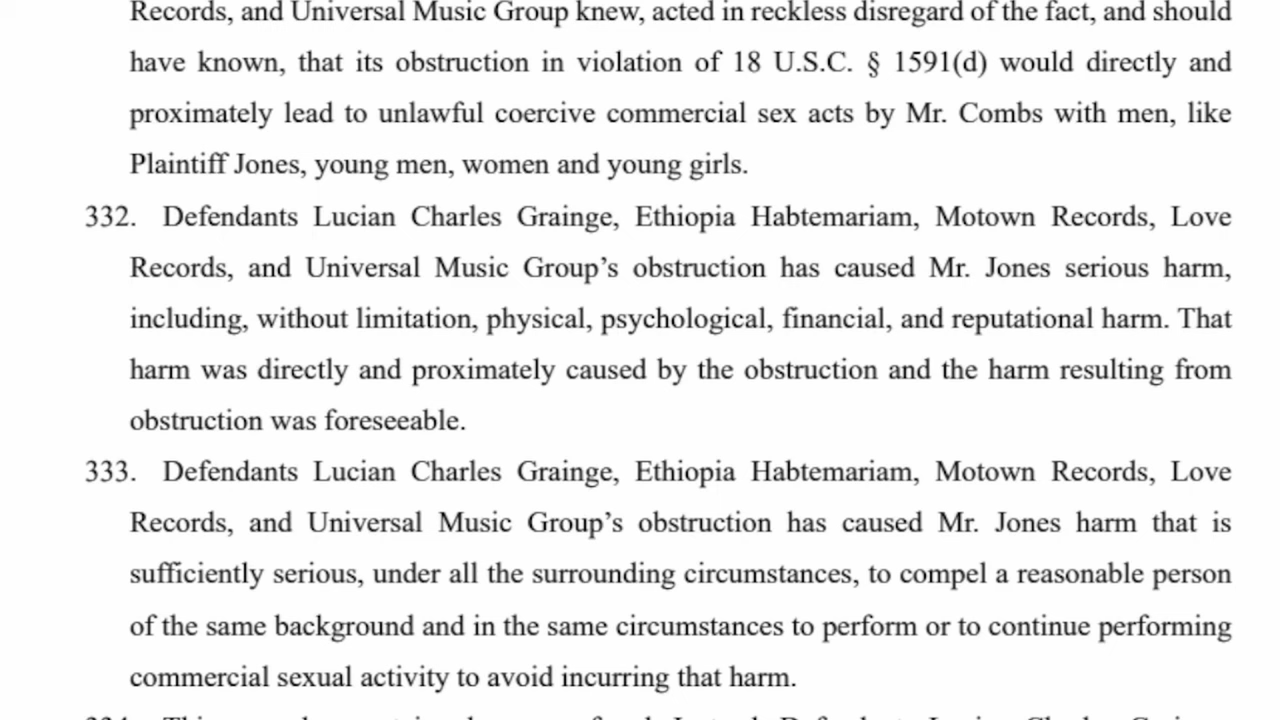 Records, and Universal Music Group knew, acted in reckless disregard of the fact, and should
have known, that its obstruction in violation of 18 U.S.C. § 1591(d) would directly and
proximately lead to unlawful coercive commercial sex acts by Mr. Combs with men, like
Plaintiff Jones, young men, women and young girls.
332. Defendants Lucian Charles Grainge, Ethiopia Habtemariam, Motown Records, Love
Records, and Universal Music Group’s obstruction has caused Mr. Jones serious harm,
including, without limitation, physical, psychological, financial, and reputational harm. That
harm was directly and proximately caused by the obstruction and the harm resulting from
obstruction was foreseeable.
333. Defendants Lucian Charles Grainge, Ethiopia Habtemariam, Motown Records, Love
Records, and Universal Music Group’s obstruction has caused Mr. Jones harm that is
sufficiently serious, under all the surrounding circumstances, to compel a reasonable person
of the same background and in the same circumstances to perform or to continue performing
commercial sexual activity to avoid incurring that harm.